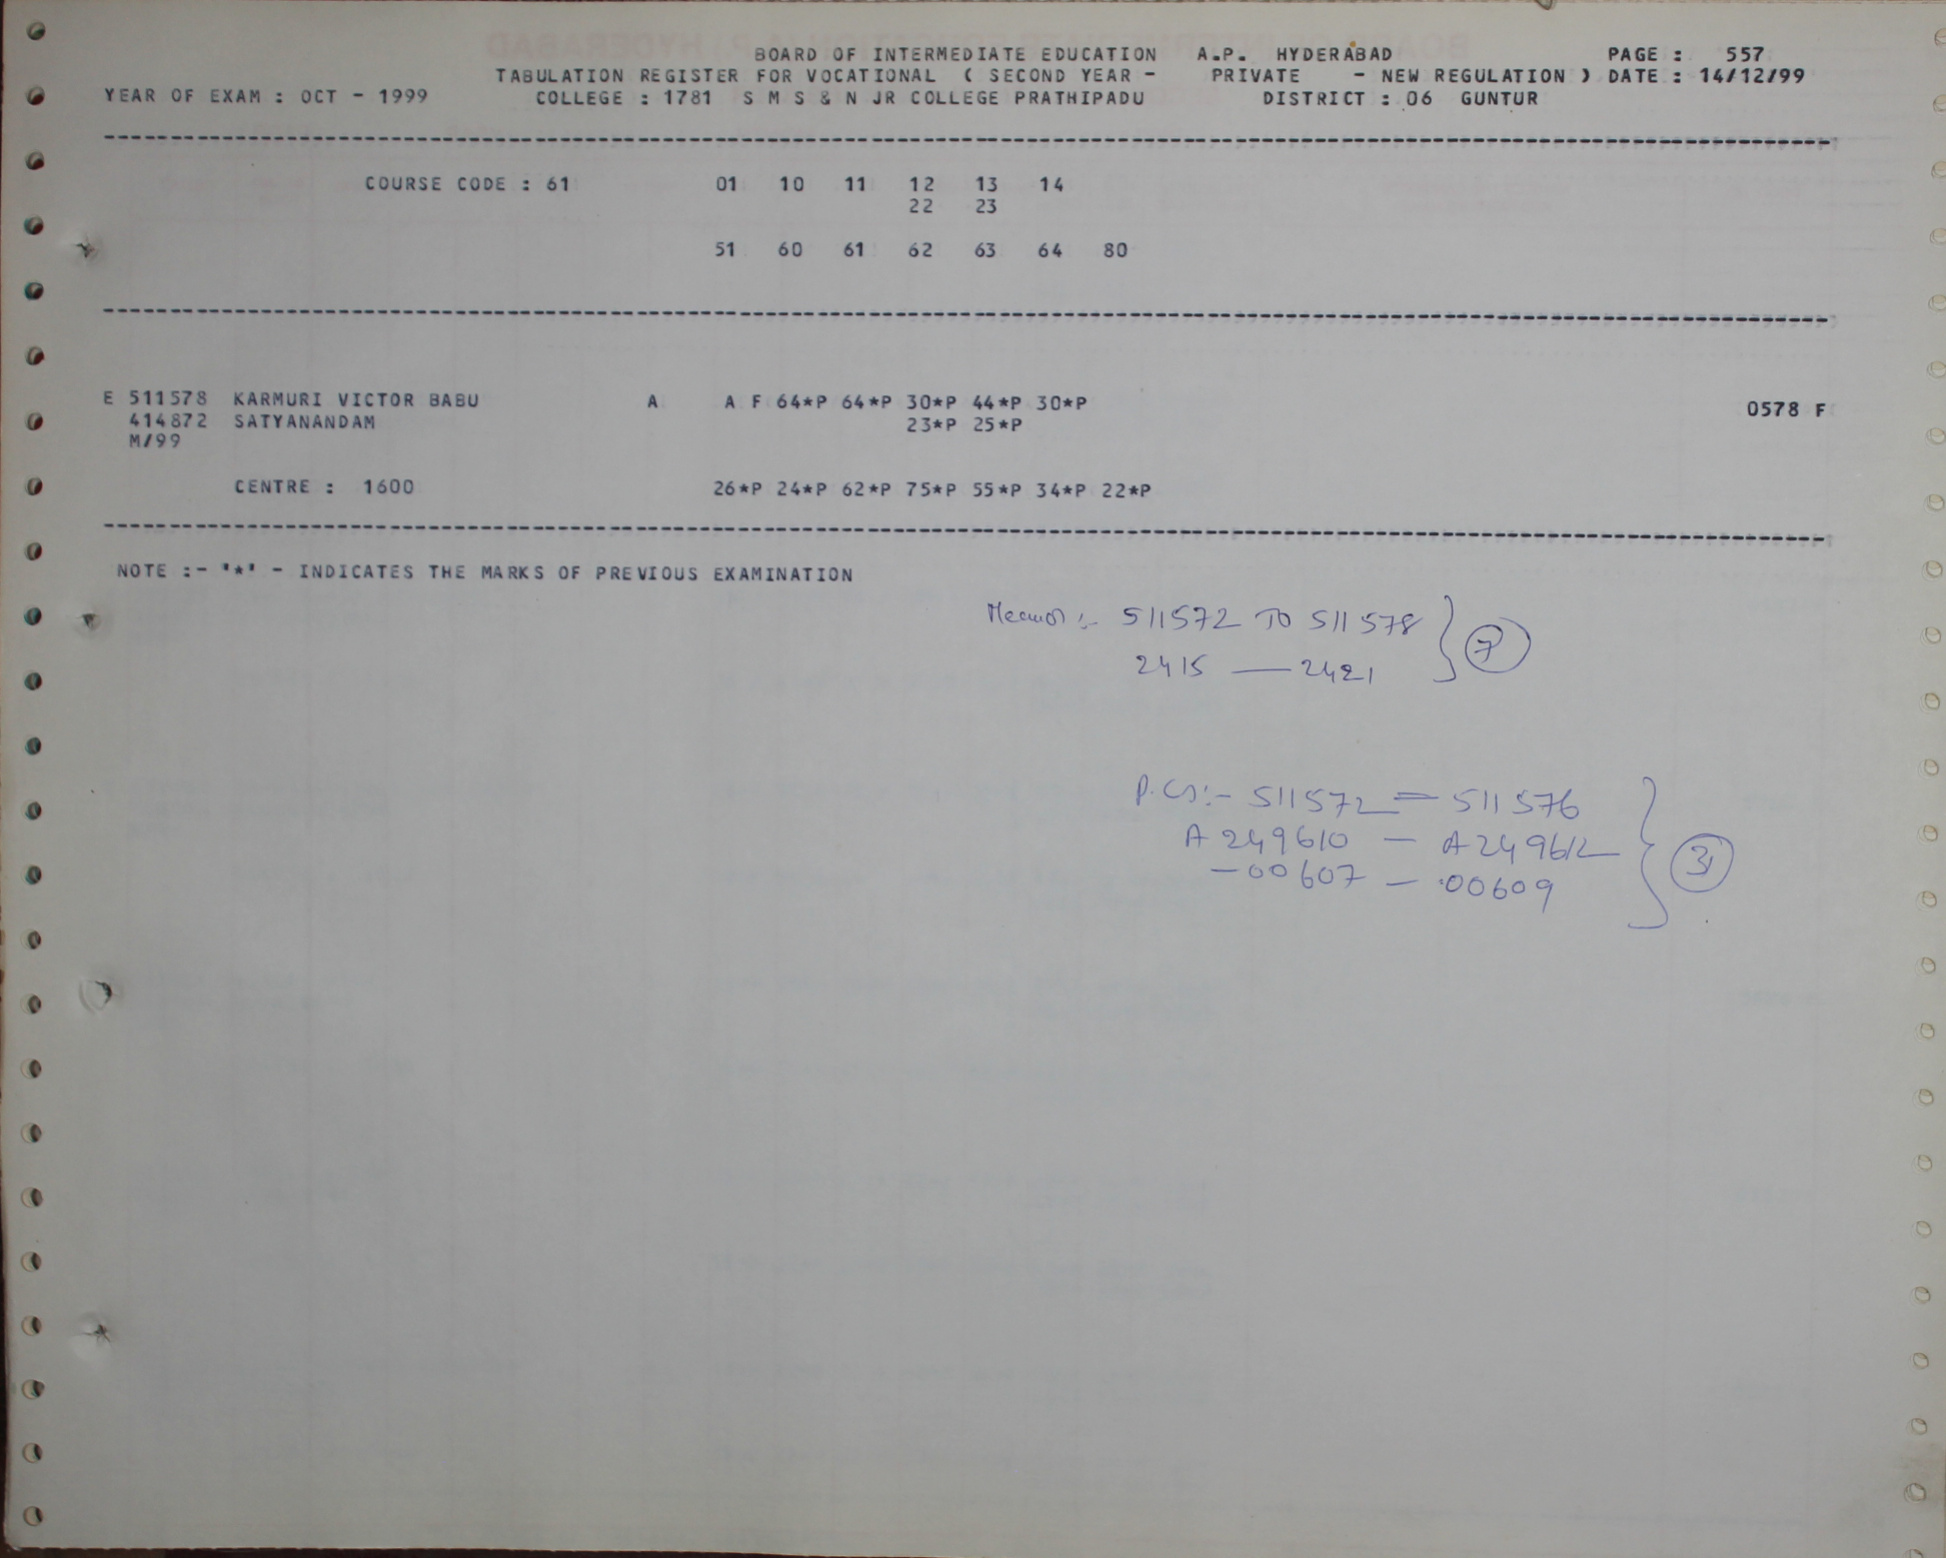 BOARD OF INTERMEDIATE EDUCATION A.P. HYDERABAD PAGE : 557
TABULATION REGISTER FOR VOCATIONAL ( SECOND YEAR - PRIVATE - NEW REGULATION ) DATE : 14/12/99
YEAR OF EXAM : OCT - 1999 COLLEGE : 1781 S M S & N JR COLLEGE PRATHIPADU DISTRICT : 06 GUNTUR
COURSE CODE : 61 01 10 11 12 13 14
22 23
51 60 61 62 63 64 80
E 511578 KARMURI VICTOR BABU A A F 64*P 64*P 30*P 44*P 30*P 0578 F
414872 SATYANANDAM 23*P 25*P
M/99
CENTRE : 1600 26*P 24*P 62*P 75*P 55*P 34*P 22*P
NOTE :- '*' - INDICATES THE MARKS OF PREVIOUS EXAMINATION
511572 TO 511578
2415 — 2421 7
511572 = 511576
A 249610 — A 249612 3
-00607 — 00609